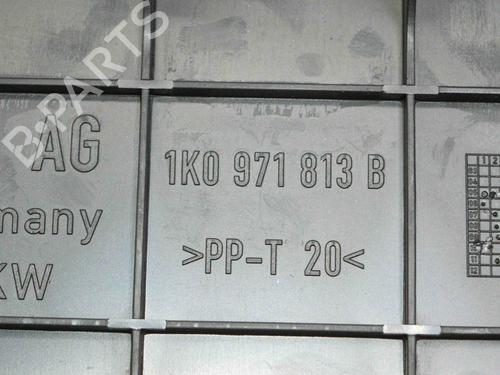 B-PARTS
AG
1K0 971 813 B
many
>PP-T 20<
KW